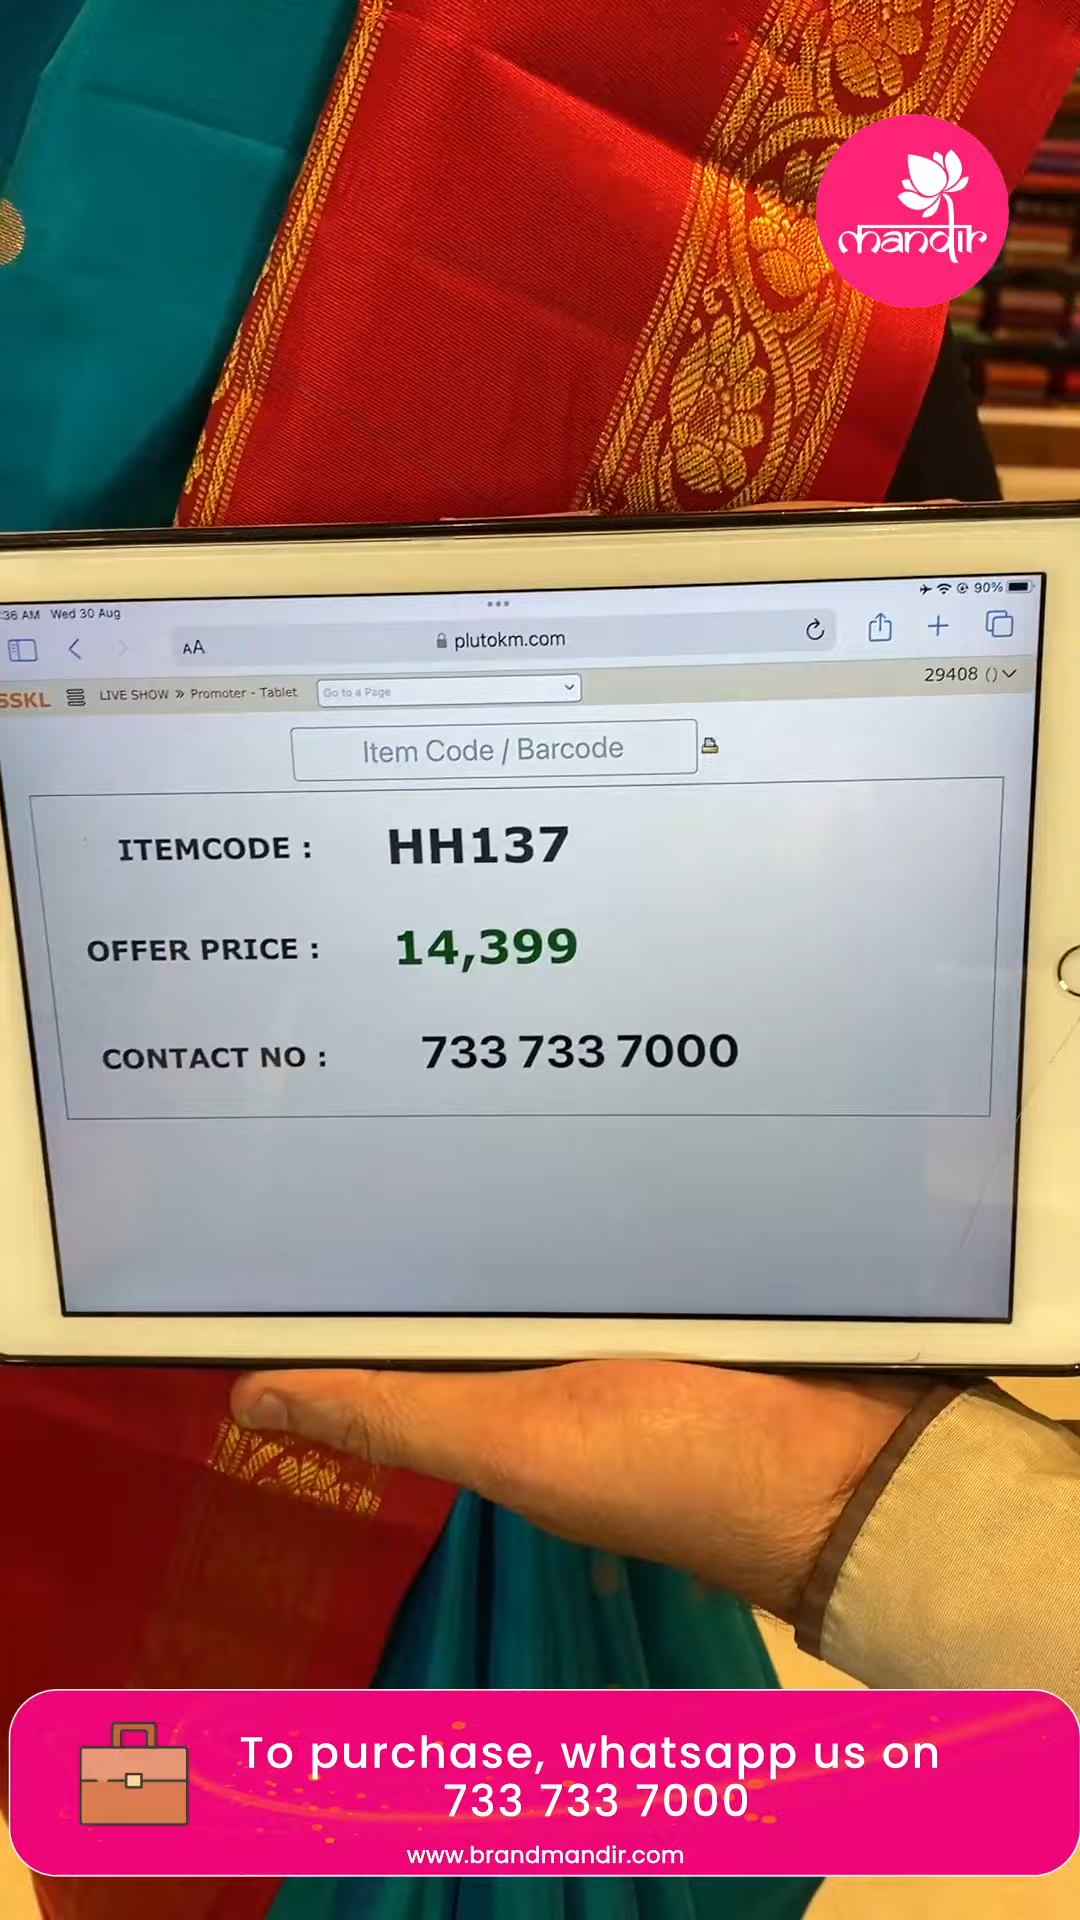 mandir
:36 AM Wed 30 Aug
90%
AA
plutokm.com
SSKL
LIVE SHOW » Promoter - Tablet
Go to a Page
29408 ()
Item Code / Barcode
ITEMCODE : HH137
OFFER PRICE : 14,399
CONTACT NO : 733 733 7000
To purchase, whatsapp us on
733 733 7000
www.brandmandir.com